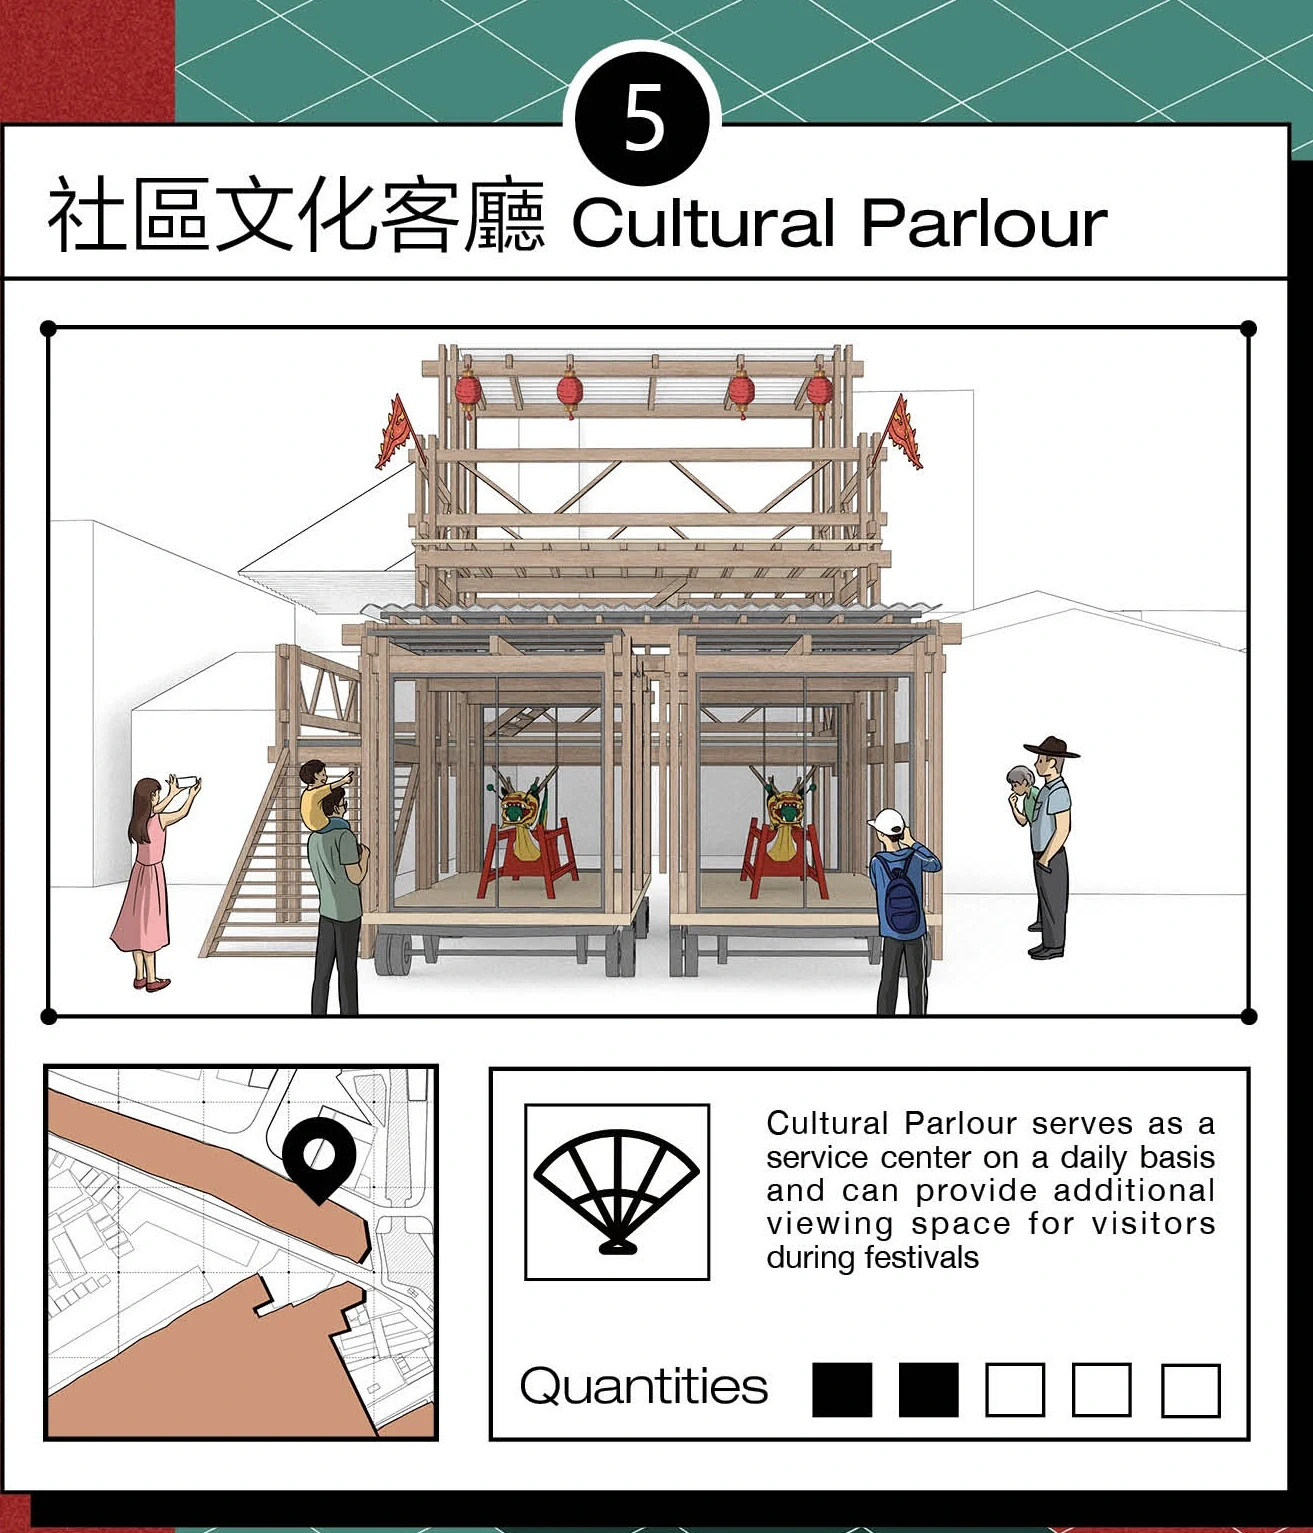 5
社區文化客廳 Cultural Parlour
Cultural Parlour serves as a
service center on a daily basis
and can provide additional
viewing space for visitors
during festivals
Quantities